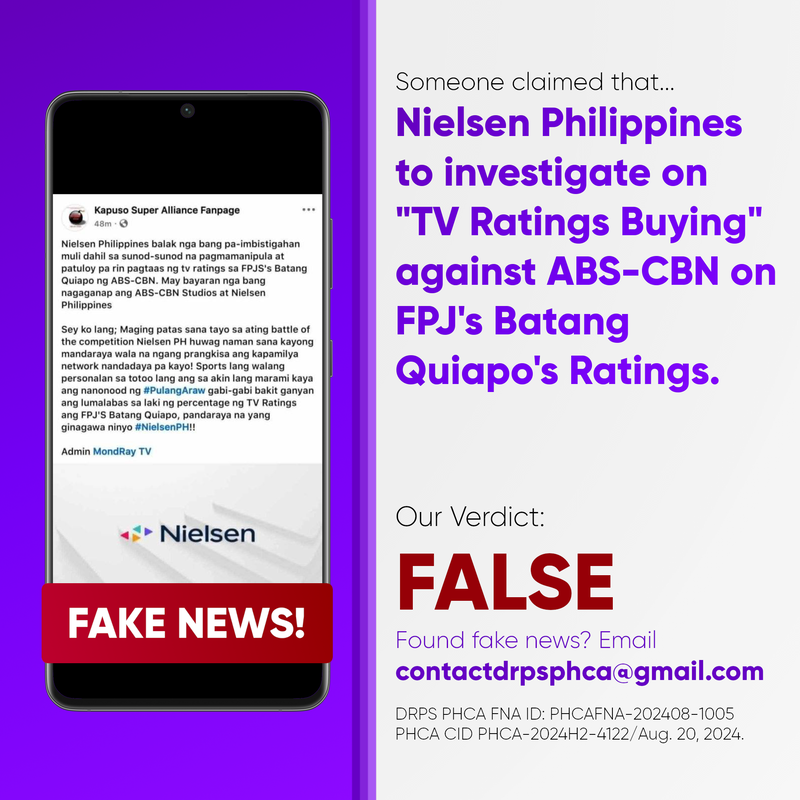 Kapuso Super Alliance Fanpage
48m ·
Nielsen Philippines balak nga bang pa-imbistigahan
muli dahil sa sunod-sunod na pagmamanipula at
patuloy pa rin pagtaas ng tv ratings sa FPJS's Batang
Quiapo ng ABS-CBN. May bayaran nga bang
nagaganap ang ABS-CBN Studios at Nielsen
Philippines
Sey ko lang; Maging patas sana tayo sa ating battle of
the competition Nielsen PH huwag naman sana kayong
mandaraya wala na ngang prangkisa ang kapamilya
network nandadaya pa kayo! Sports lang walang
personalan sa totoo lang ang sa akin lang marami kaya
ang nanonood ng #PulangAraw gabi-gabi bakit ganyan
ang lumalabas sa laki ng percentage ng TV Ratings
ang FPJ'S Batang Quiapo, pandaraya na yang
ginagawa ninyo #NielsenPH!!
Admin MondRay TV
Nielsen
FAKE NEWS!
Someone claimed that...
Nielsen Philippines
to investigate on
"TV Ratings Buying"
against ABS-CBN on
FPJ's Batang
Quiapo's Ratings.
Our Verdict:
FALSE
Found fake news? Email
contactdrpsphca@gmail.com
DRPS PHCA FNA ID: PHCAFNA-202408-1005
PHCA CID PHCA-2024H2-4122/Aug. 20, 2024.